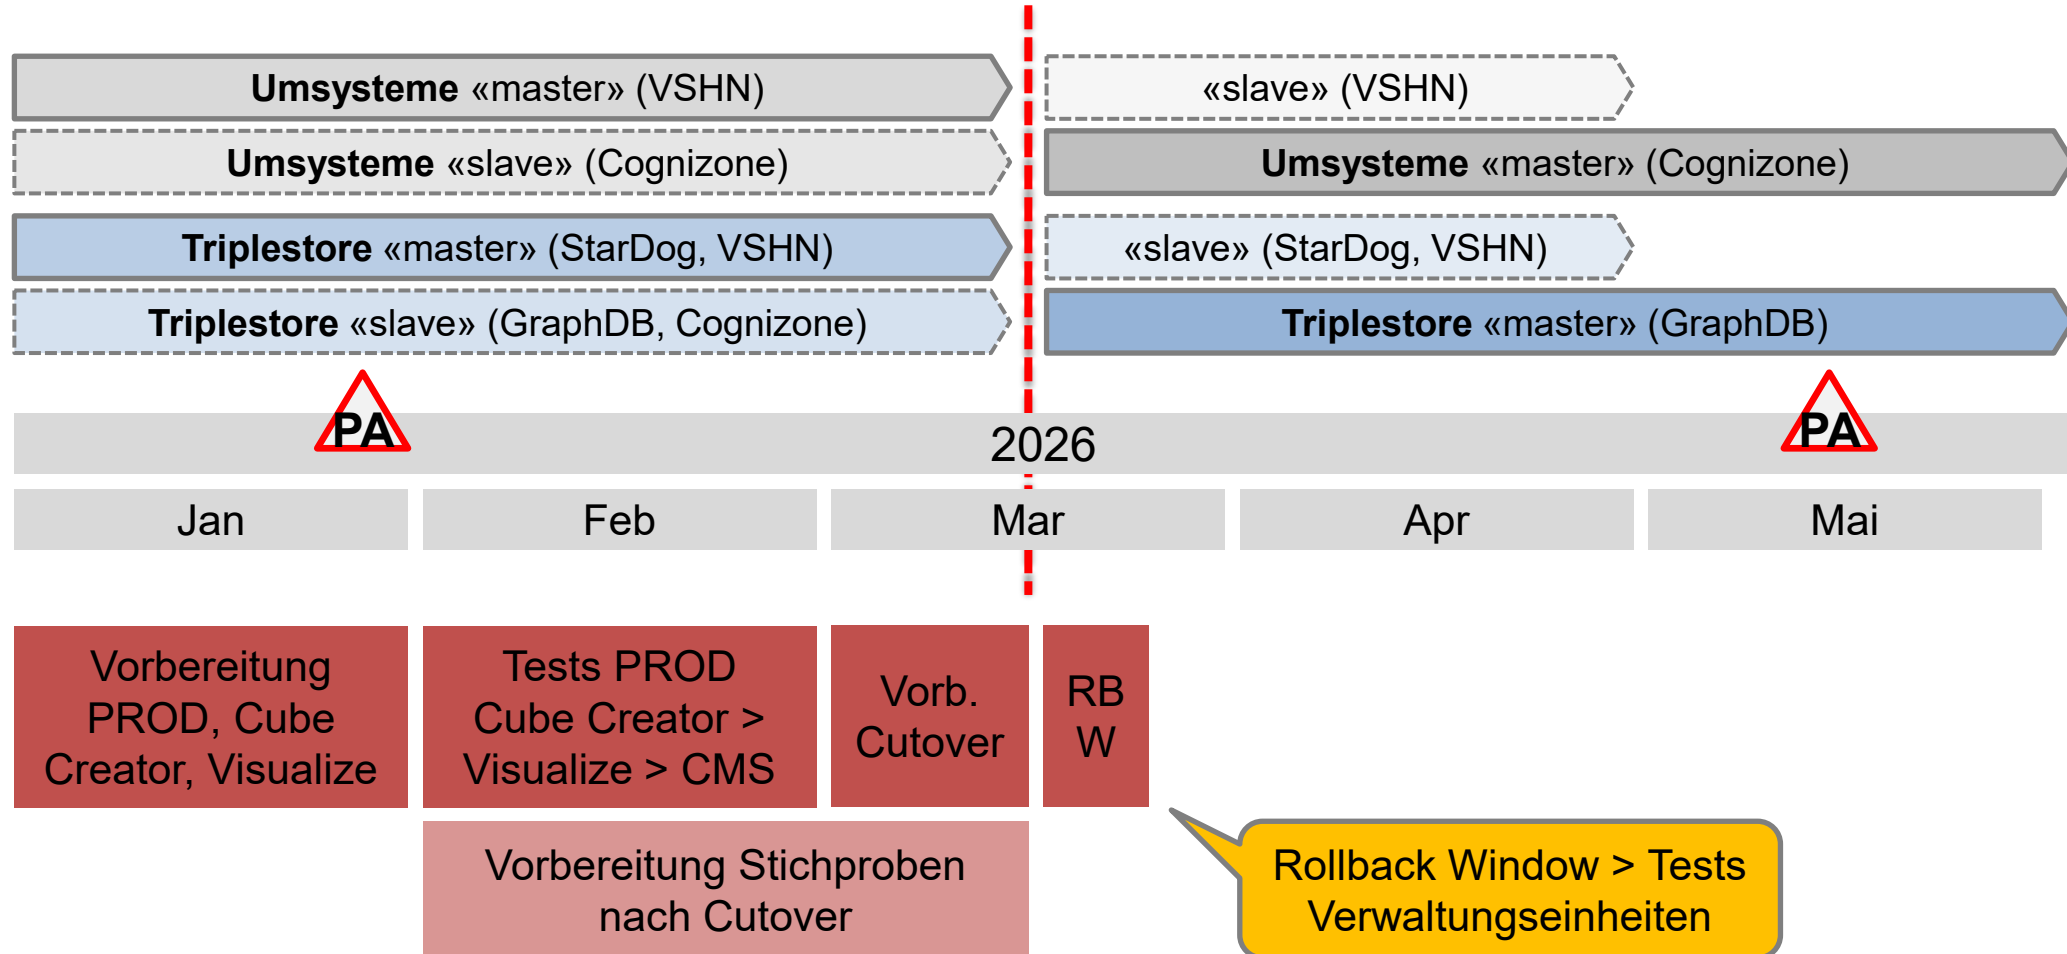 Umsysteme «master» (VSHN)
«slave» (VSHN)
Umsysteme «slave» (Cognizone)
Umsysteme «master» (Cognizone)
Triplestore «master» (StarDog, VSHN)
«slave» (StarDog, VSHN)
Triplestore «slave» (GraphDB, Cognizone)
Triplestore «master» (GraphDB)
PA
PA
2026
Jan
Feb
Mar
Apr
Mai
Vorbereitung
PROD, Cube
Creator, Visualize
Tests PROD
Cube Creator >
Visualize > CMS
Vorb.
Cutover
RB
W
Vorbereitung Stichproben
nach Cutover
Rollback Window > Tests
Verwaltungseinheiten